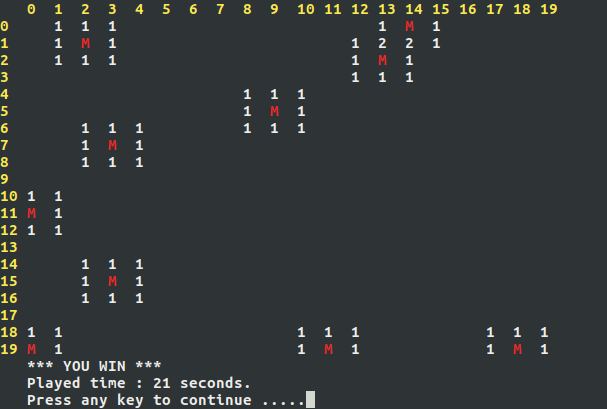 0  1  2  3  4  5  6  7  8  9  10 11 12 13 14 15 16 17 18 19
0     1  1  1                             1  M  1
1     1  M  1                          1  2  2  1
2     1  1  1                          1  M  1
3                                      1  1  1
4                          1  1  1
5                          1  M  1
6        1  1  1           1  1  1
7        1  M  1
8        1  1  1
9
10 1  1
11 M  1
12 1  1
13
14       1  1  1
15       1  M  1
16       1  1  1
17
18 1  1                          1  1  1              1  1  1
19 M  1                          1  M  1              1  M  1
   *** YOU WIN ***
   Played time : 21 seconds.
   Press any key to continue .....